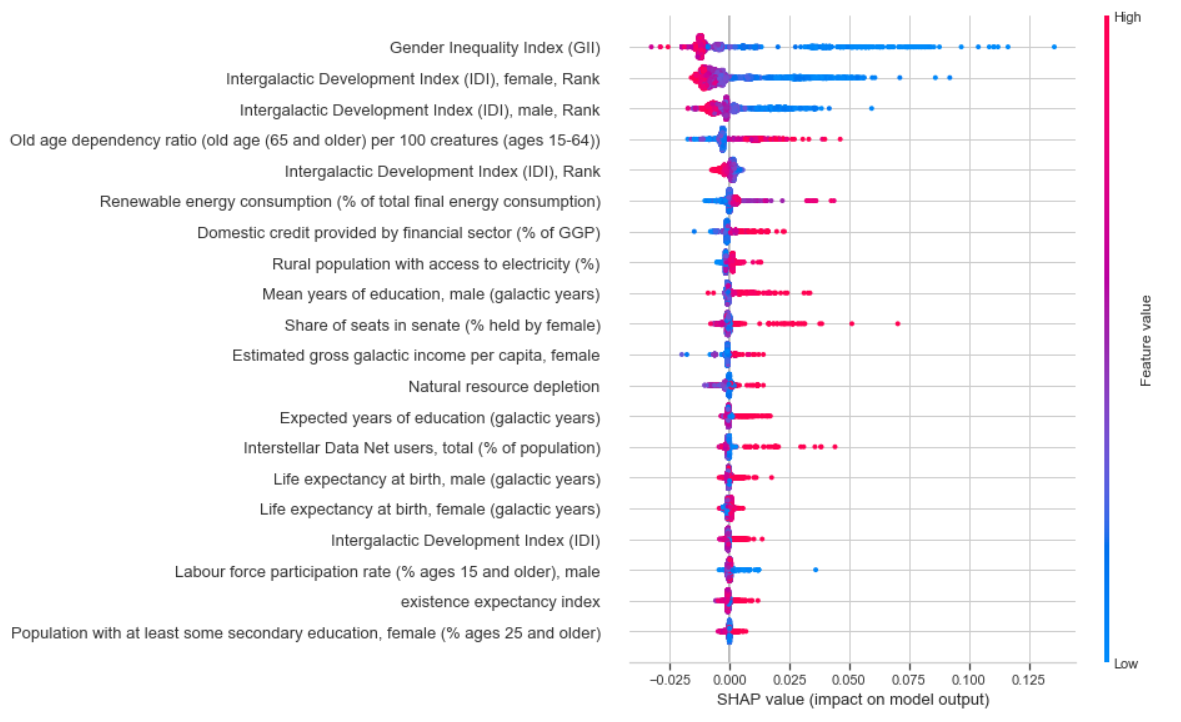 High
Gender Inequality Index (GII)
Intergalactic Development Index (IDI), female, Rank
Intergalactic Development Index (IDI), male, Rank
Old age dependency ratio (old age (65 and older) per 100 creatures (ages 15-64))
Intergalactic Development Index (IDI), Rank
Renewable energy consumption (% of total final energy consumption)
Domestic credit provided by financial sector (% of GGP)
Rural population with access to electricity (%)
Mean years of education, male (galactic years)
Share of seats in senate (% held by female)
Estimated gross galactic income per capita, female
Natural resource depletion
Expected years of education (galactic years)
Interstellar Data Net users, total (% of population)
Life expectancy at birth, male (galactic years)
Life expectancy at birth, female (galactic years)
Intergalactic Development Index (IDI)
Labour force participation rate (% ages 15 and older), male
existence expectancy index
Population with at least some secondary education, female (% ages 25 and older)
Feature value
Low
−0.025 0.000 0.025 0.050 0.075 0.100 0.125
SHAP value (impact on model output)